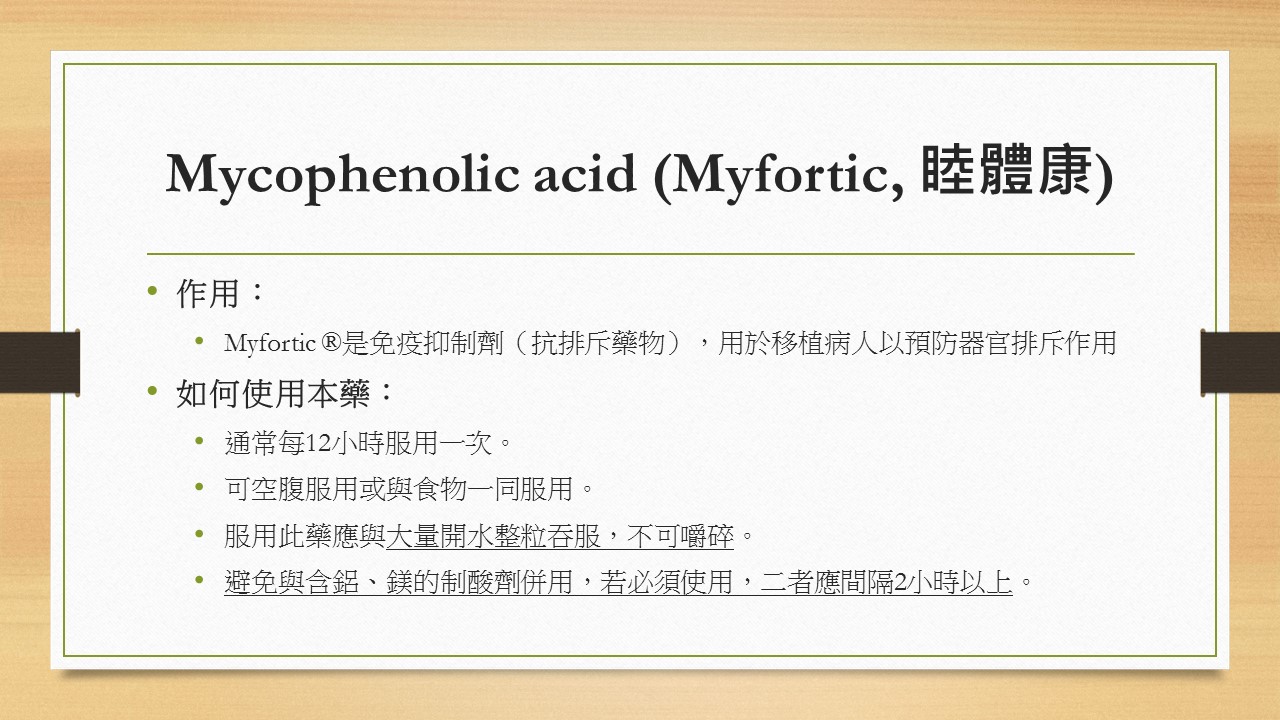 Mycophenolic acid (Myfortic, 睦體康)
作用：
Myfortic ®是免疫抑制劑（抗排斥藥物），用於移植病人以預防器官排斥作用
如何使用本藥：
通常每12小時服用一次。
可空腹服用或與食物一同服用。
服用此藥應與大量開水整粒吞服，不可嚼碎。
避免與含鋁、鎂的制酸劑併用，若必須使用，二者應間隔2小時以上。